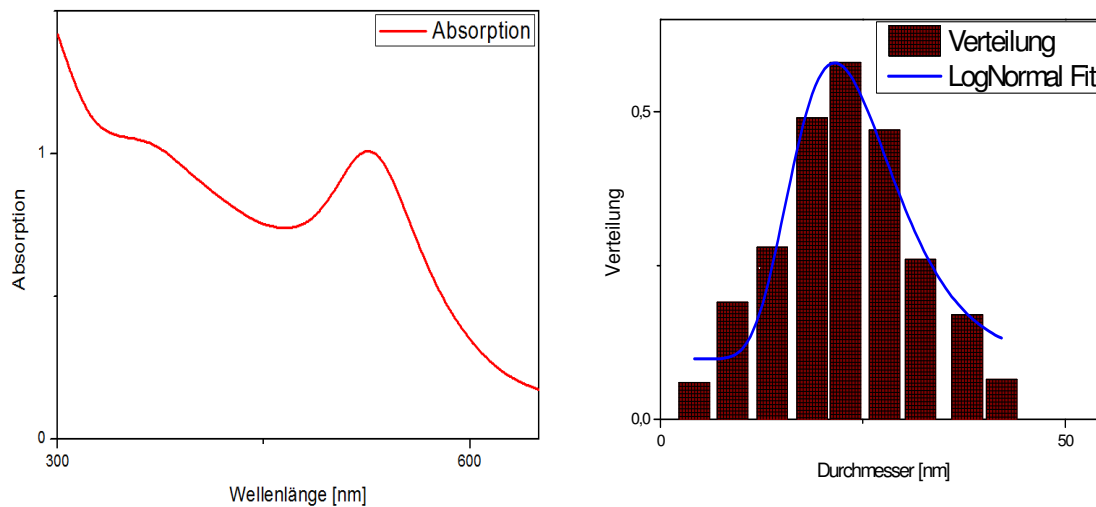 Absorption
Absorption
1
0
300
600
Wellenlänge [nm]
Verteilung
LogNormal Fit
Verteilung
0,5
0,0
0
50
Durchmesser [nm]